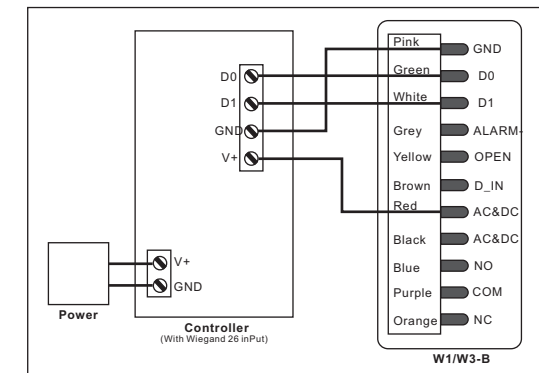 Pink GND
D0 Green D0
D1 White D1
GND Grey ALARM-
V+ Yellow OPEN
Brown D_IN
Red AC&DC
Black AC&DC
V+ Blue NO
GND Purple COM
Power Orange NC
Controller
(With Wiegand 26 inPut)
W1/W3-B